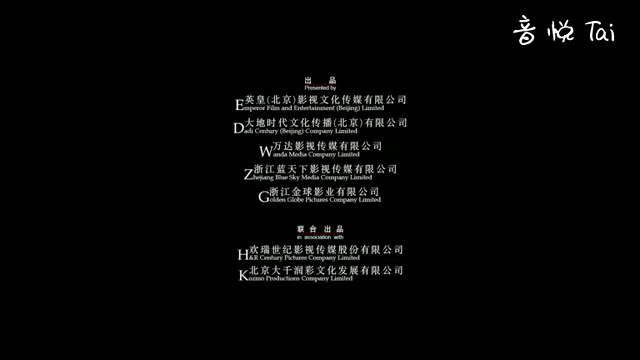 音悦Tai
出品
Presented by
英皇(北京)影视文化传媒有限公司
Emperor Film and Entertainment (Beijing) Limited
大地时代文化传播(北京)有限公司
Dadi Century (Beijing) Company Limited
万达影视传媒有限公司
Wanda Media Company Limited
浙江蓝天下影视传媒有限公司
Zhejiang Blue Sky Media Company Limited
浙江金球影业有限公司
Golden Globe Pictures Company Limited
联合出品
in association with
欢瑞世纪影视传媒股份有限公司
H&R Century Pictures Company Limited
北京大千润彩文化发展有限公司
Kozmo Productions Company Limited